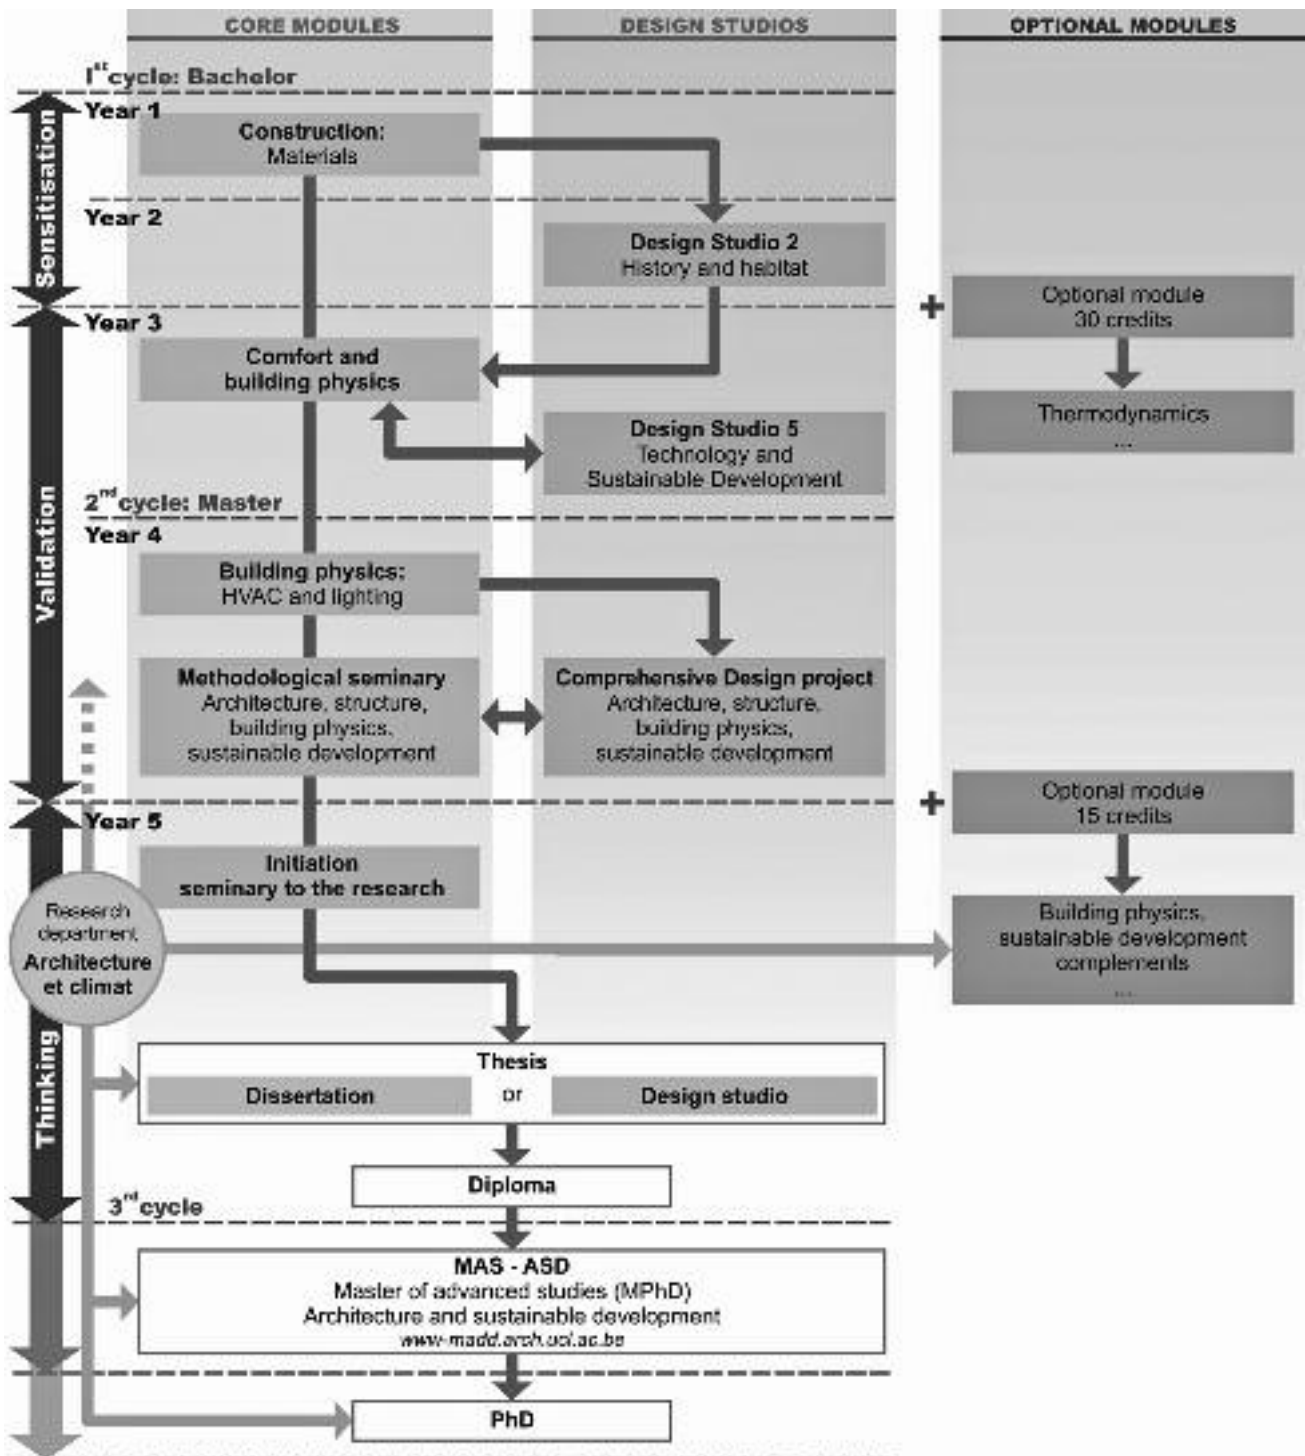 CORE MODULES
DESIGN STUDIOS
OPTIONAL MODULES
1st cycle: Bachelor
Year 1
Construction:
Materials
Sensitisation
Year 2
Design Studio 2
History and habitat
+
Optional module
30 credits
Year 3
Comfort and
building physics
Thermodynamics
...
Design Studio 5
Technology and
Sustainable Development
2nd cycle: Master
Year 4
Validation
Building physics:
HVAC and lighting
Methodological seminary
Architecture, structure,
building physics,
sustainable development
Comprehensive Design project
Architecture, structure,
building physics,
sustainable development
+
Optional module
15 credits
Year 5
Initiation
seminary to the research
Research
department
Architecture
et climat
Building physics,
sustainable development
complements
...
Thinking
Thesis
Dissertation
or
Design studio
Diploma
3rd cycle
MAS - ASD
Master of advanced studies (MPhD)
Architecture and sustainable development
www-madd.arch.ucl.ac.be
PhD